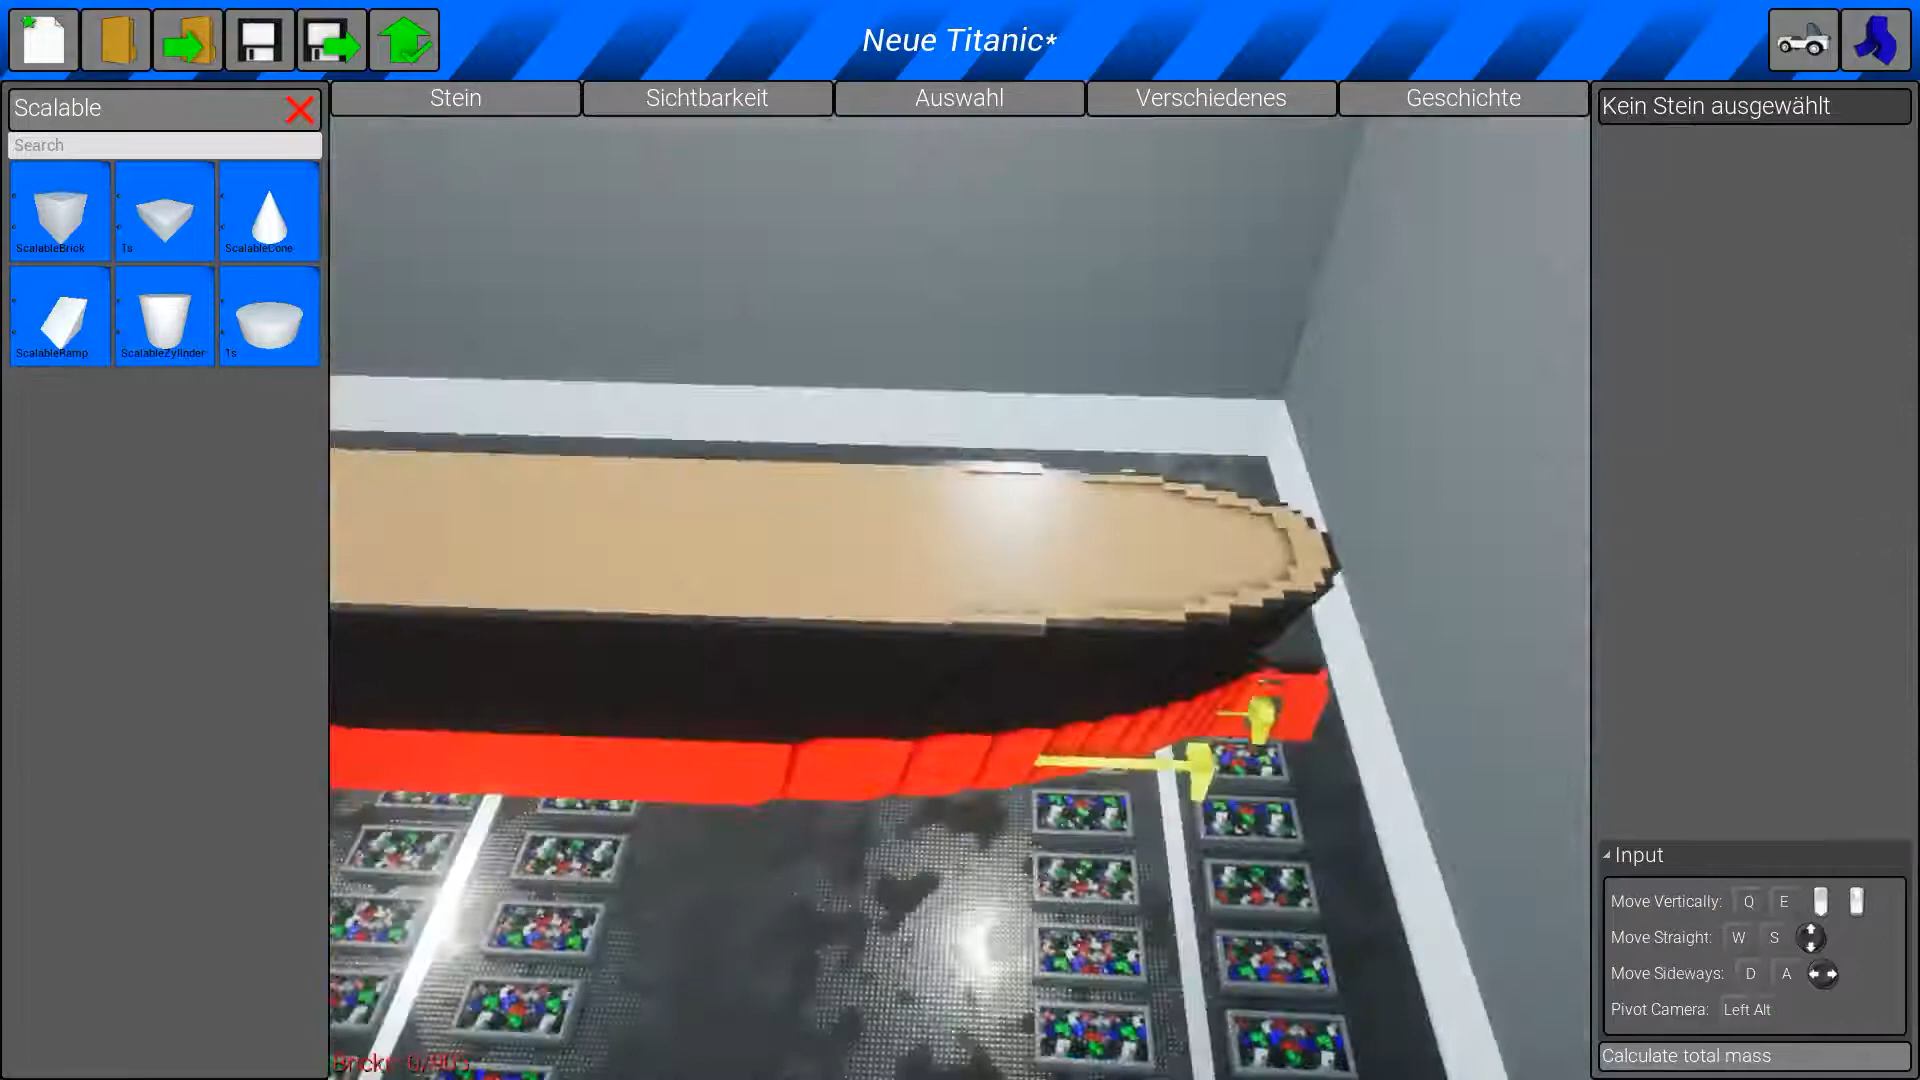 Neue Titanic*
Scalable
Search
ScalableBrick
1s
ScalableCone
ScalableRamp
ScalableZylinder
1s
Stein
Sichtbarkeit
Auswahl
Verschiedenes
Geschichte
Kein Stein ausgewählt
Input
Move Vertically: Q E
Move Straight: W S
Move Sideways: D A
Pivot Camera: Left Alt
Calculate total mass